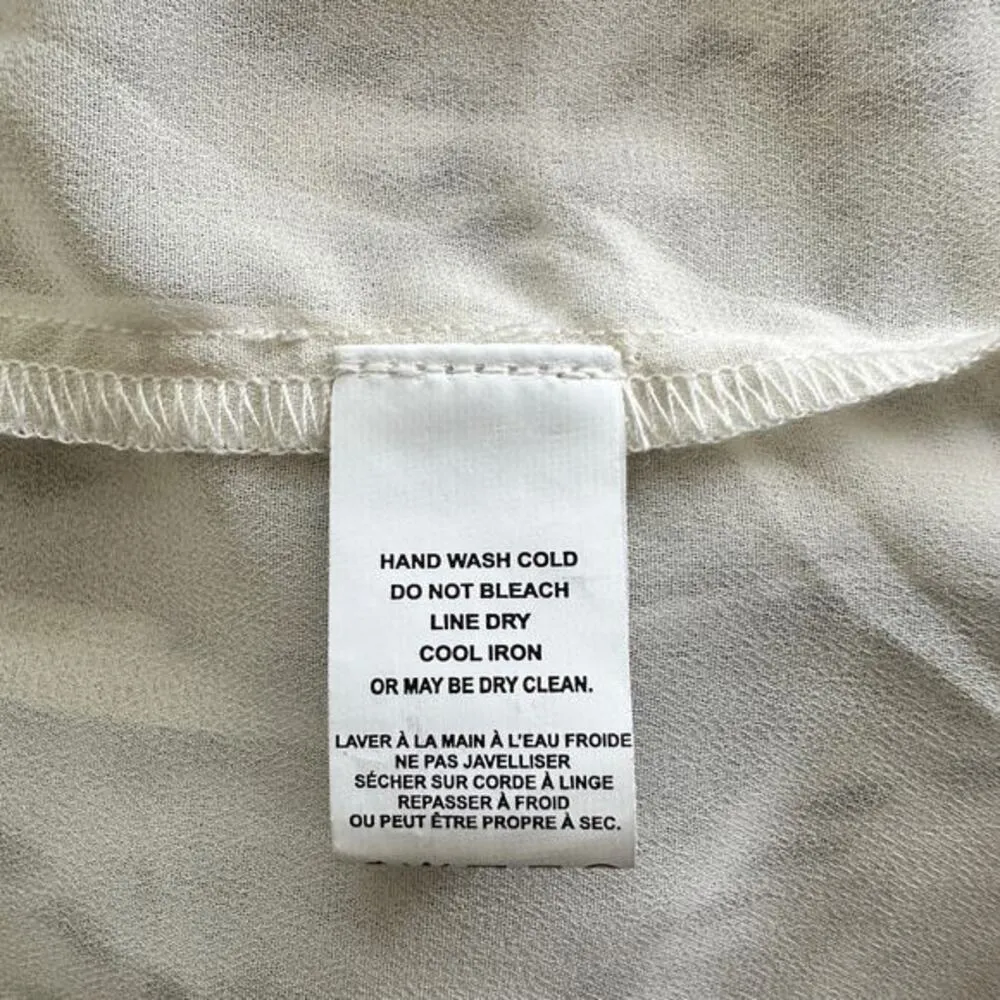 HAND WASH COLD
DO NOT BLEACH
LINE DRY
COOL IRON
OR MAY BE DRY CLEAN.
LAVER À LA MAIN À L'EAU FROIDE
NE PAS JAVELLISER
SÉCHER SUR CORDE À LINGE
REPASSER À FROID
OU PEUT ÊTRE PROPRE À SEC.